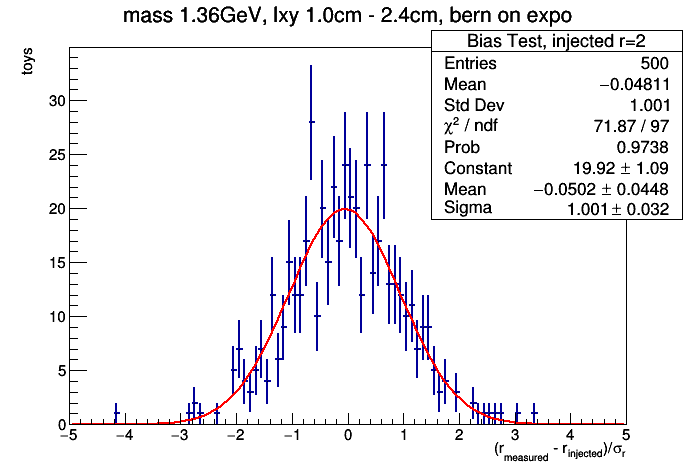 mass 1.36GeV, lxy 1.0cm - 2.4cm, bern on expo
Bias Test, injected r=2
Entries 500
Mean −0.04811
Std Dev 1.001
χ² / ndf 71.87 / 97
Prob 0.9738
Constant 19.92 ± 1.09
Mean −0.0502 ± 0.0448
Sigma 1.001 ± 0.032
toys
30
25
20
15
10
5
0
−5 −4 −3 −2 −1 0 1 2 3 4 5
(r_measured - r_injected)/σ_r